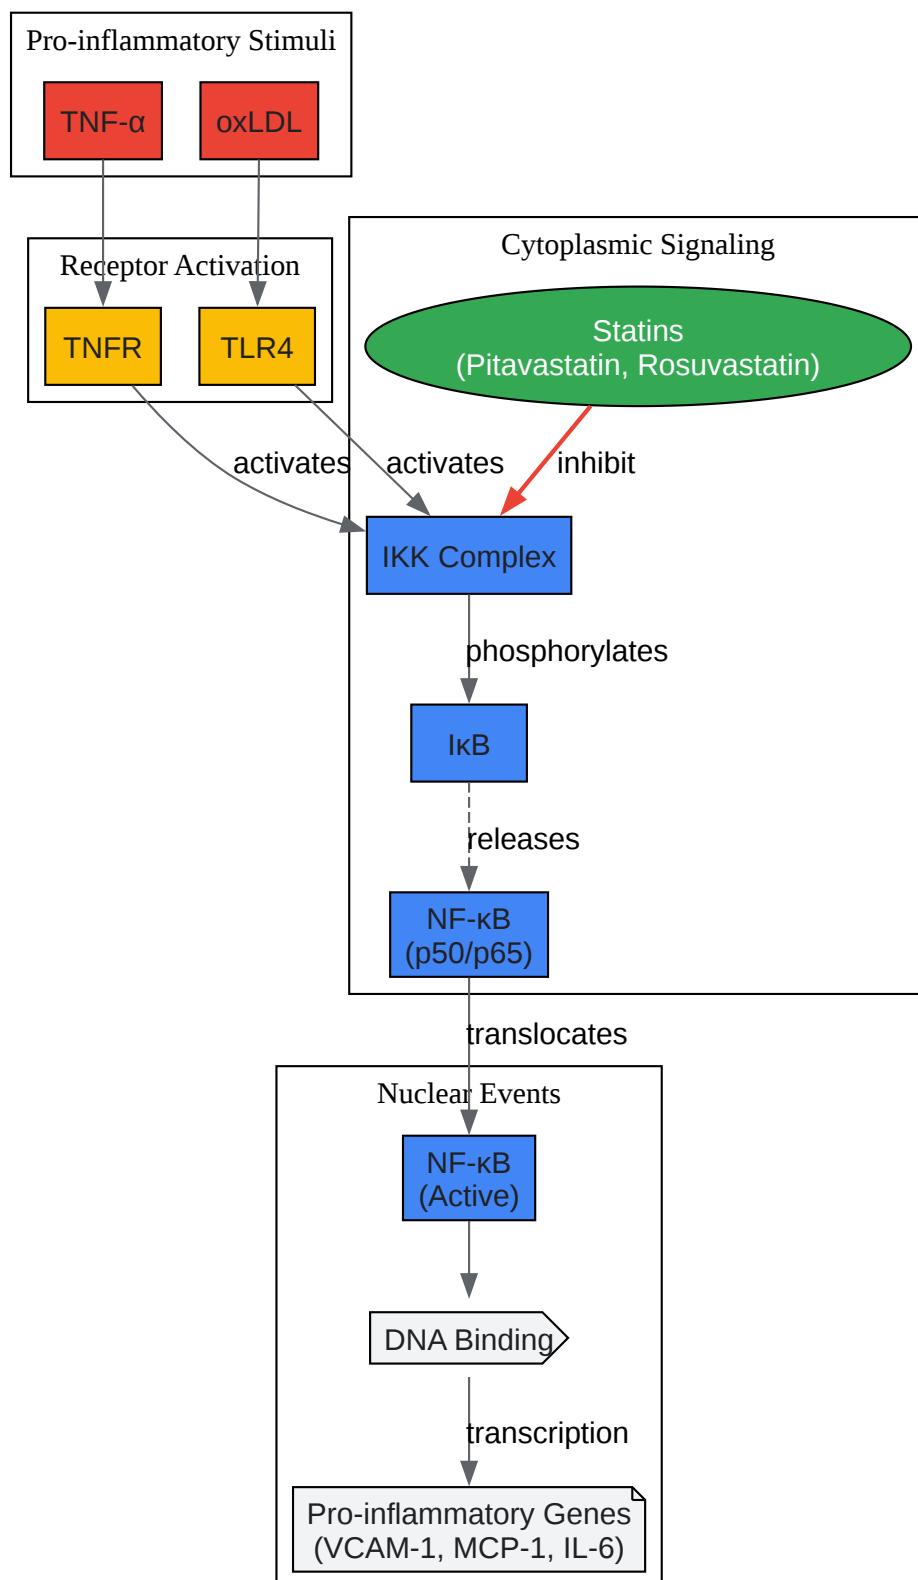 Pro-inflammatory Stimuli
TNF-α
oxLDL
Receptor Activation
TNFR
TLR4
Cytoplasmic Signaling
Statins
(Pitavastatin, Rosuvastatin)
activates
activates
inhibit
IKK Complex
phosphorylates
IκB
releases
NF-κB
(p50/p65)
translocates
Nuclear Events
NF-κB
(Active)
DNA Binding
transcription
Pro-inflammatory Genes
(VCAM-1, MCP-1, IL-6)